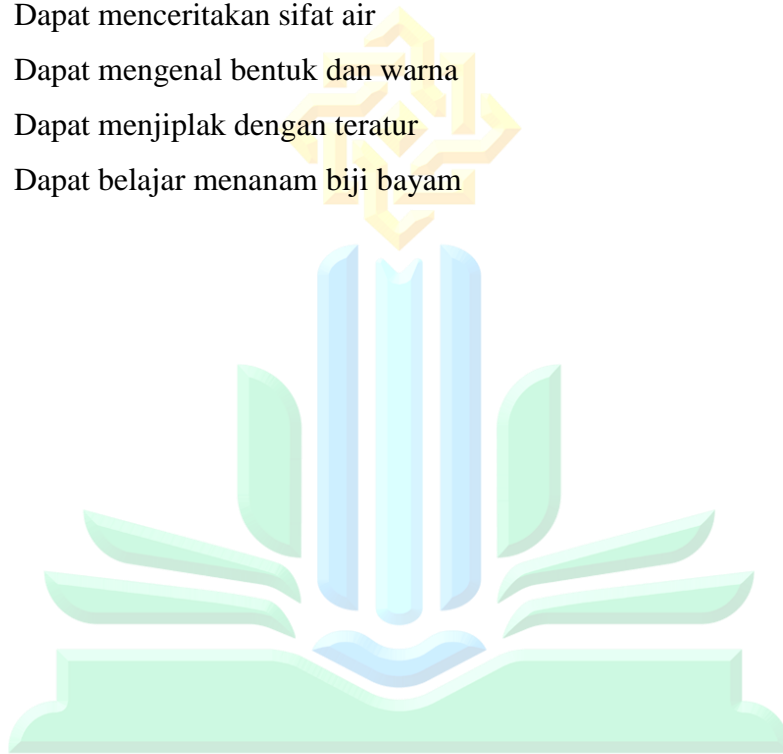 Dapat menceritakan sifat air
Dapat mengenal bentuk dan warna
Dapat menjiplak dengan teratur
Dapat belajar menanam biji bayam